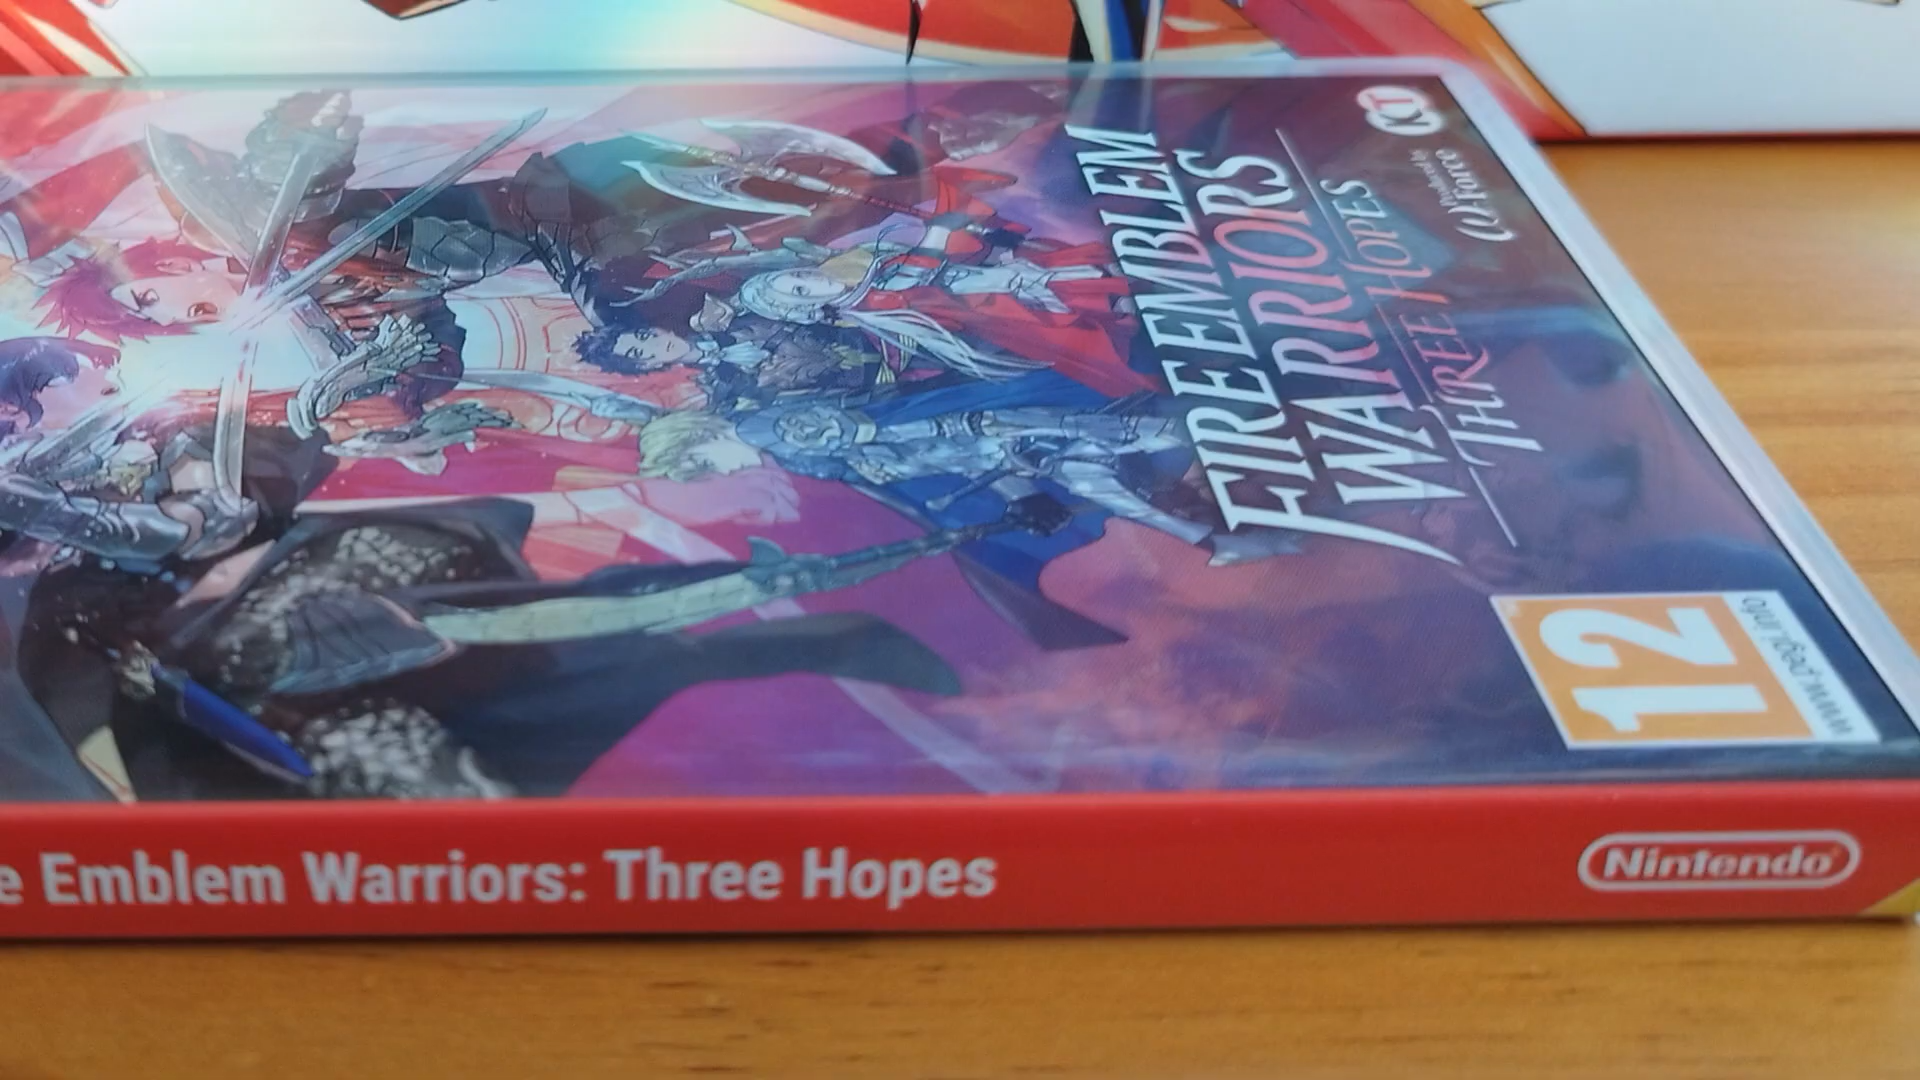 FIRE EMBLEM
WARRIORS
THREE HOPES
KT
Produced by
ω-Force
12
www.pegi.info
e Emblem Warriors: Three Hopes
Nintendo